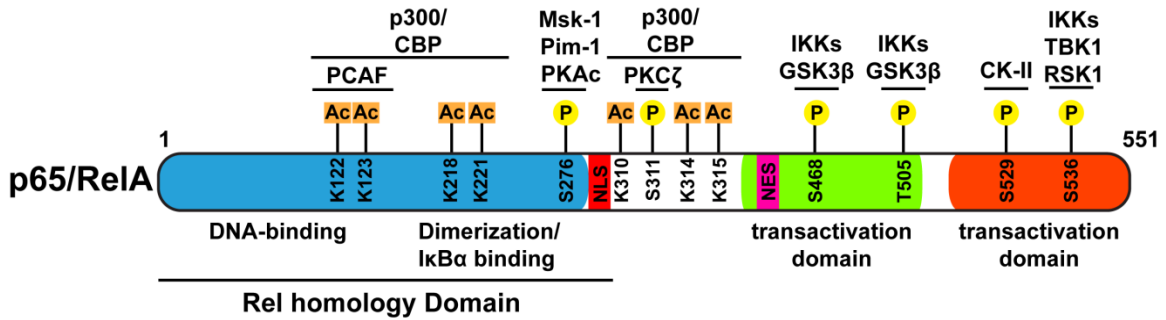 p300/ CBP
Msk-1 Pim-1 PKAc
p300/ CBP
IKKs GSK3β
IKKs GSK3β
IKKs TBK1 RSK1
PCAF
PKCζ
CK-II
Ac Ac Ac Ac P Ac P Ac Ac P P P P
1
551
p65/RelA
K122 K123 K218 K221 S276 NLS K310 S311 K314 K315 NES S468 T505 S529 S536
DNA-binding
Dimerization/
IκBα binding
transactivation
domain
transactivation
domain
Rel homology Domain